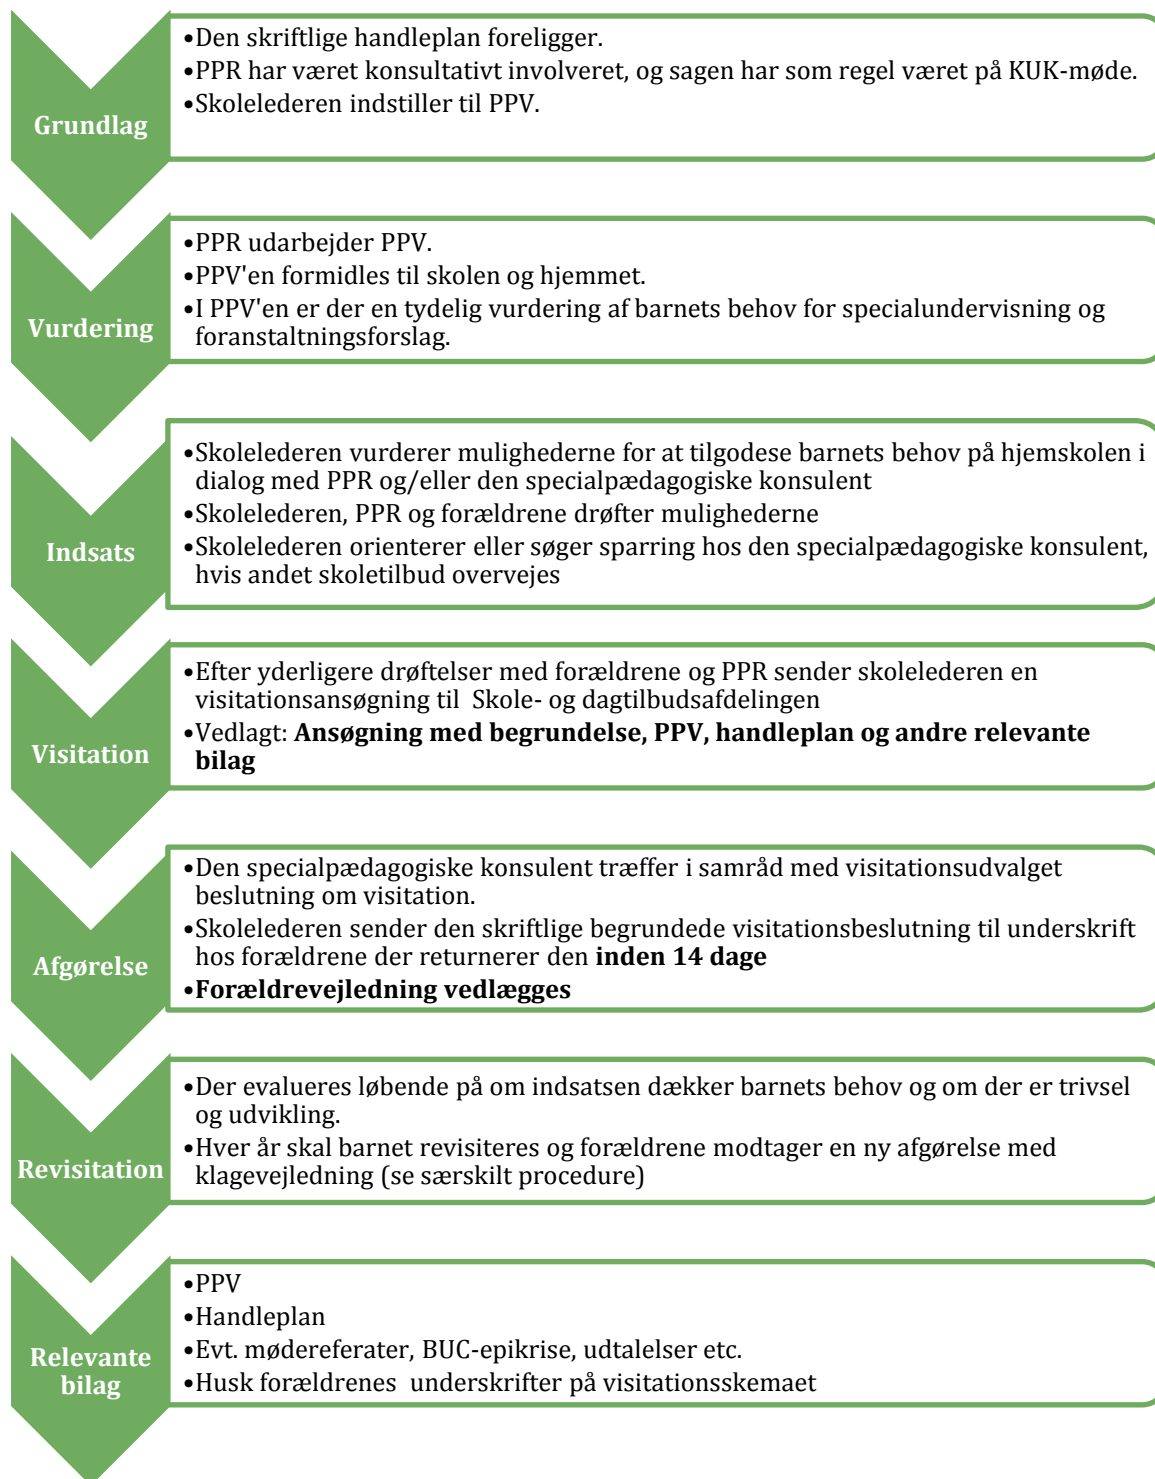 Grundlag
•Den skriftlige handleplan foreligger.
•PPR har været konsultativt involveret, og sagen har som regel været på KUK-møde.
•Skolelederen indstiller til PPV.
Vurdering
•PPR udarbejder PPV.
•PPV'en formidles til skolen og hjemmet.
•I PPV'en er der en tydelig vurdering af barnets behov for specialundervisning og
foranstaltningsforslag.
Indsats
•Skolelederen vurderer mulighederne for at tilgodese barnets behov på hjemskolen i
dialog med PPR og/eller den specialpædagogiske konsulent
•Skolelederen, PPR og forældrene drøfter mulighederne
•Skolelederen orienterer eller søger sparring hos den specialpædagogiske konsulent,
hvis andet skoletilbud overvejes
Visitation
•Efter yderligere drøftelser med forældrene og PPR sender skolelederen en
visitationsansøgning til  Skole- og dagtilbudsafdelingen
•Vedlagt: Ansøgning med begrundelse, PPV, handleplan og andre relevante
bilag
Afgørelse
•Den specialpædagogiske konsulent træffer i samråd med visitationsudvalget
beslutning om visitation.
•Skolelederen sender den skriftlige begrundede visitationsbeslutning til underskrift
hos forældrene der returnerer den inden 14 dage
•Forældrevejledning vedlægges
Revisitation
•Der evalueres løbende på om indsatsen dækker barnets behov og om der er trivsel
og udvikling.
•Hver år skal barnet revisiteres og forældrene modtager en ny afgørelse med
klagevejledning (se særskilt procedure)
Relevante
bilag
•PPV
•Handleplan
•Evt. mødereferater, BUC-epikrise, udtalelser etc.
•Husk forældrenes  underskrifter på visitationsskemaet